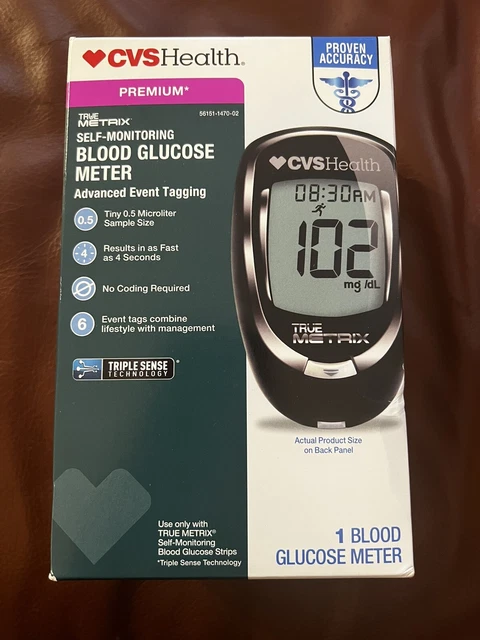 CVSHealth.
PROVEN
ACCURACY
PREMIUM*
56151-1470-02
TRUE
METRIX
SELF-MONITORING
BLOOD GLUCOSE
METER
Advanced Event Tagging
0.5
Tiny 0.5 Microliter
Sample Size
4
Results in as Fast
as 4 Seconds
No Coding Required
6
Event tags combine
lifestyle with management
TRIPLE SENSE*
TECHNOLOGY
CVSHealth
08:30AM
102
mg/dL
TRUE
METRIX
Actual Product Size
on Back Panel
Use only with
TRUE METRIX®
Self-Monitoring
Blood Glucose Strips
*Triple Sense Technology
1 BLOOD
GLUCOSE METER